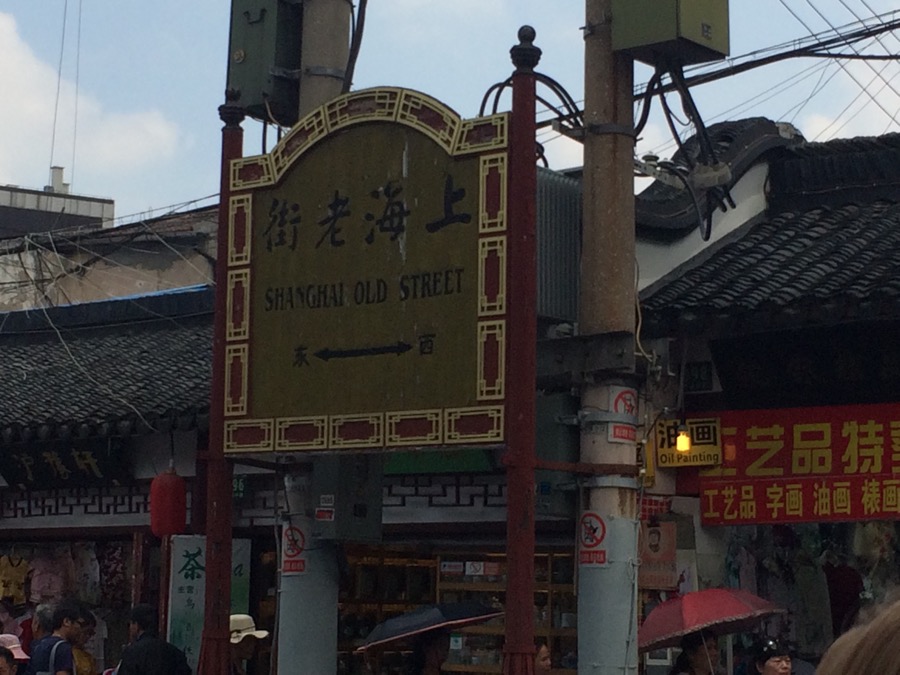 街老海上
SHANGHAI OLD STREET
东 西
油画
Oil Painting
工艺品特
工艺品 字画 油画 裱画
茶